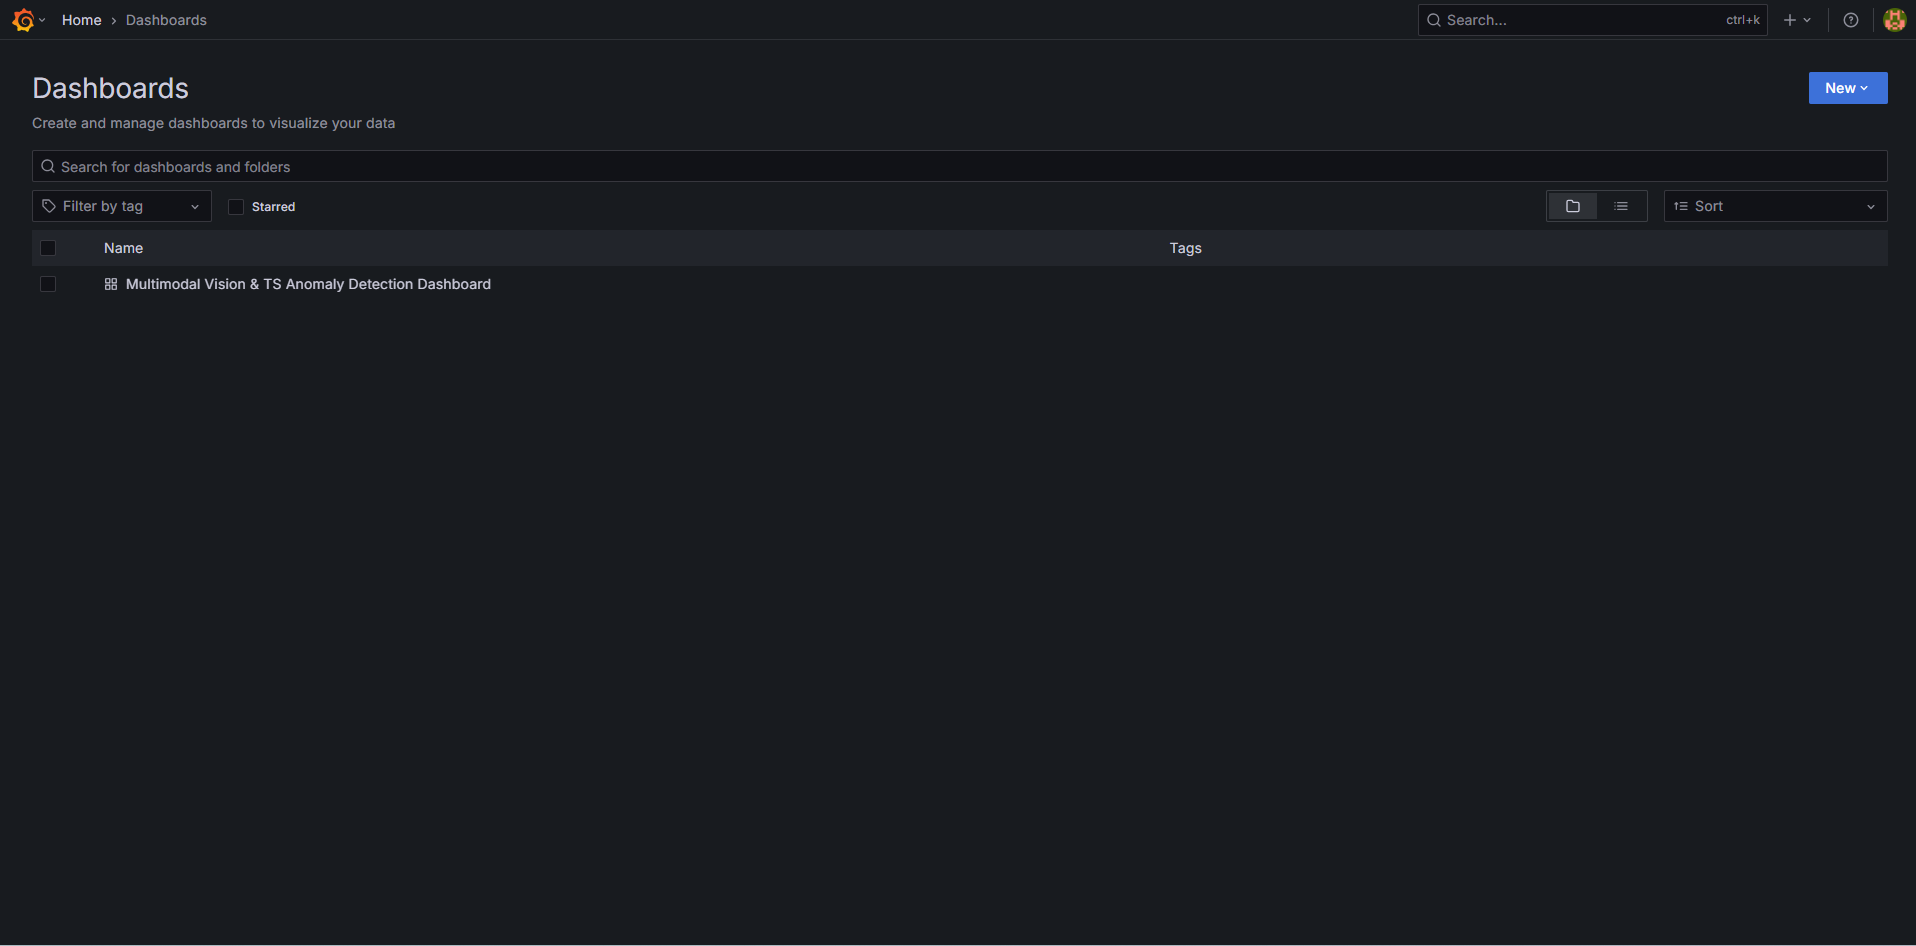 Home › Dashboards
Search... ctrl+k
Dashboards
New
Create and manage dashboards to visualize your data
Search for dashboards and folders
Filter by tag
Starred
Sort
Name Tags
Multimodal Vision & TS Anomaly Detection Dashboard